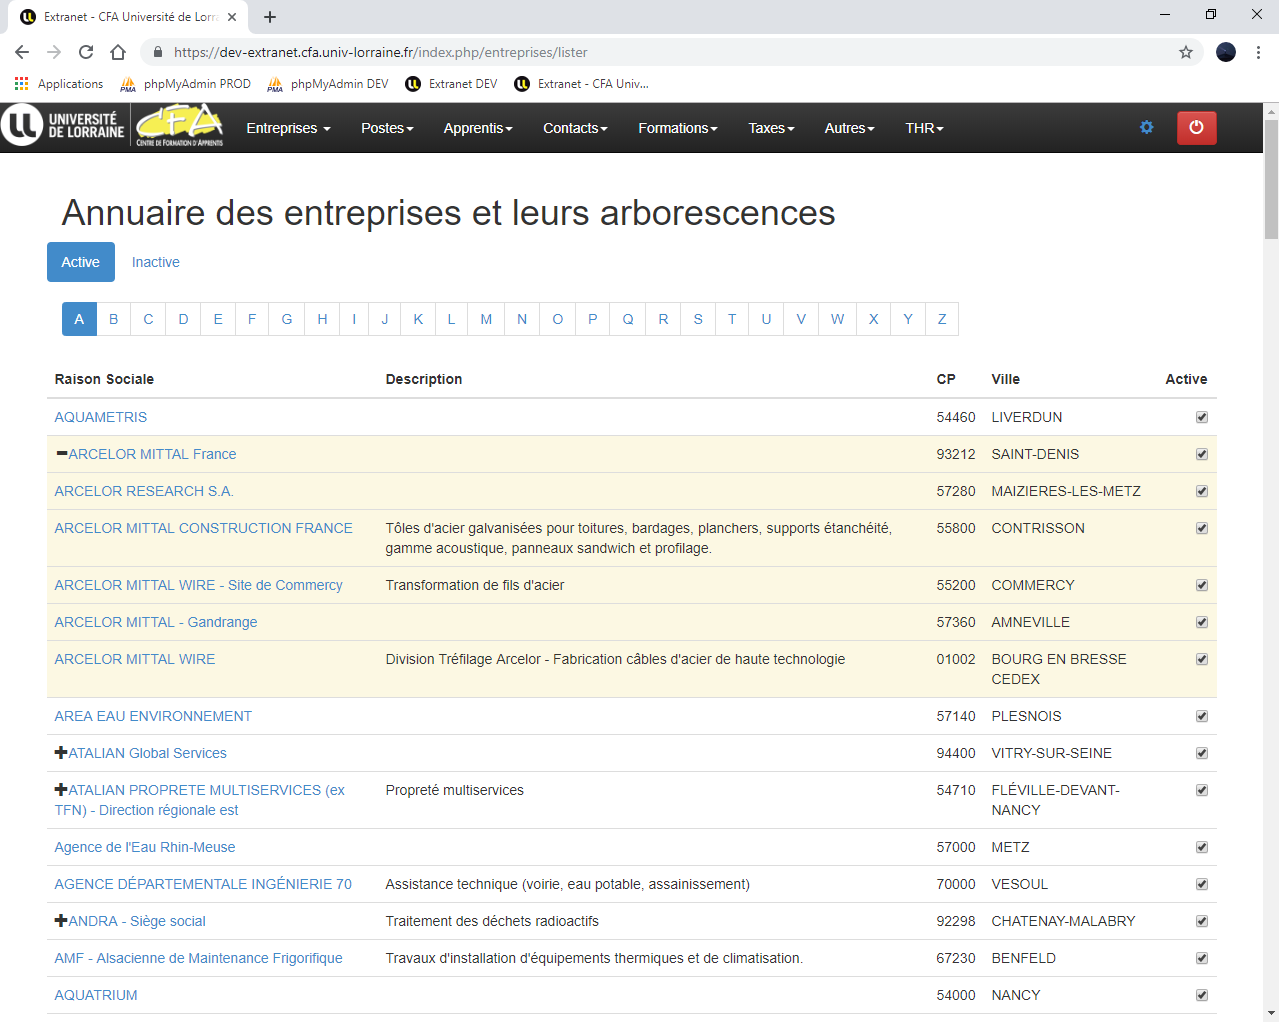 Extranet - CFA Université de Lorra
https://dev-extranet.cfa.univ-lorraine.fr/index.php/entreprises/lister
Applications phpMyAdmin PROD phpMyAdmin DEV Extranet DEV Extranet - CFA Univ...
UNIVERSITÉ DE LORRAINE CFA CENTRE DE FORMATION D'APPRENTIS Entreprises Postes Apprentis Contacts Formations Taxes Autres THR
Annuaire des entreprises et leurs arborescences
Active Inactive
A B C D E F G H I J K L M N O P Q R S T U V W X Y Z
Raison Sociale Description CP Ville Active
AQUAMETRIS 54460 LIVERDUN
ARCELOR MITTAL France 93212 SAINT-DENIS
ARCELOR RESEARCH S.A. 57280 MAIZIERES-LES-METZ
ARCELOR MITTAL CONSTRUCTION FRANCE Tôles d'acier galvanisées pour toitures, bardages, planchers, supports étanchéité, 55800 CONTRISSON
gamme acoustique, panneaux sandwich et profilage.
ARCELOR MITTAL WIRE - Site de Commercy Transformation de fils d'acier 55200 COMMERCY
ARCELOR MITTAL - Gandrange 57360 AMNEVILLE
ARCELOR MITTAL WIRE Division Tréfilage Arcelor - Fabrication câbles d'acier de haute technologie 01002 BOURG EN BRESSE
CEDEX
AREA EAU ENVIRONNEMENT 57140 PLESNOIS
ATALIAN Global Services 94400 VITRY-SUR-SEINE
ATALIAN PROPRETE MULTISERVICES (ex Propreté multiservices 54710 FLÉVILLE-DEVANT-
TFN) - Direction régionale est NANCY
Agence de l'Eau Rhin-Meuse 57000 METZ
AGENCE DÉPARTEMENTALE INGÉNIERIE 70 Assistance technique (voirie, eau potable, assainissement) 70000 VESOUL
ANDRA - Siège social Traitement des déchets radioactifs 92298 CHATENAY-MALABRY
AMF - Alsacienne de Maintenance Frigorifique Travaux d'installation d'équipements thermiques et de climatisation. 67230 BENFELD
AQUATRIUM 54000 NANCY